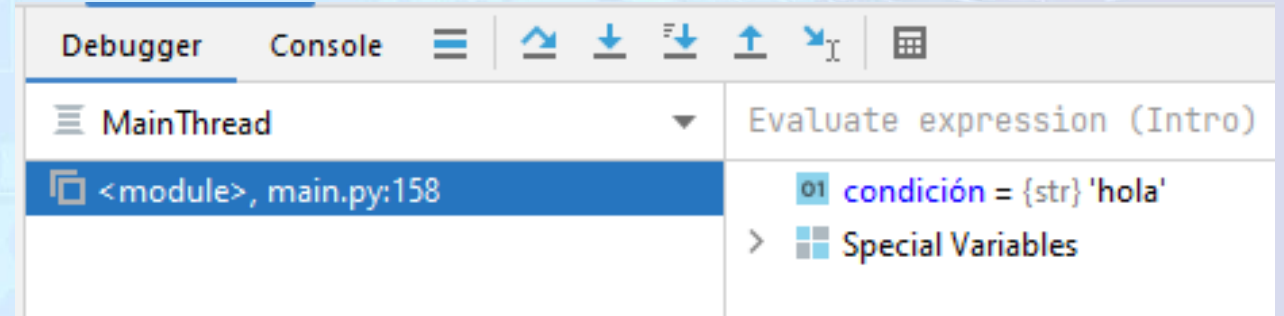 Debugger Console
MainThread
Evaluate expression (Intro)
<module>, main.py:158
01 condición = {str} 'hola'
Special Variables